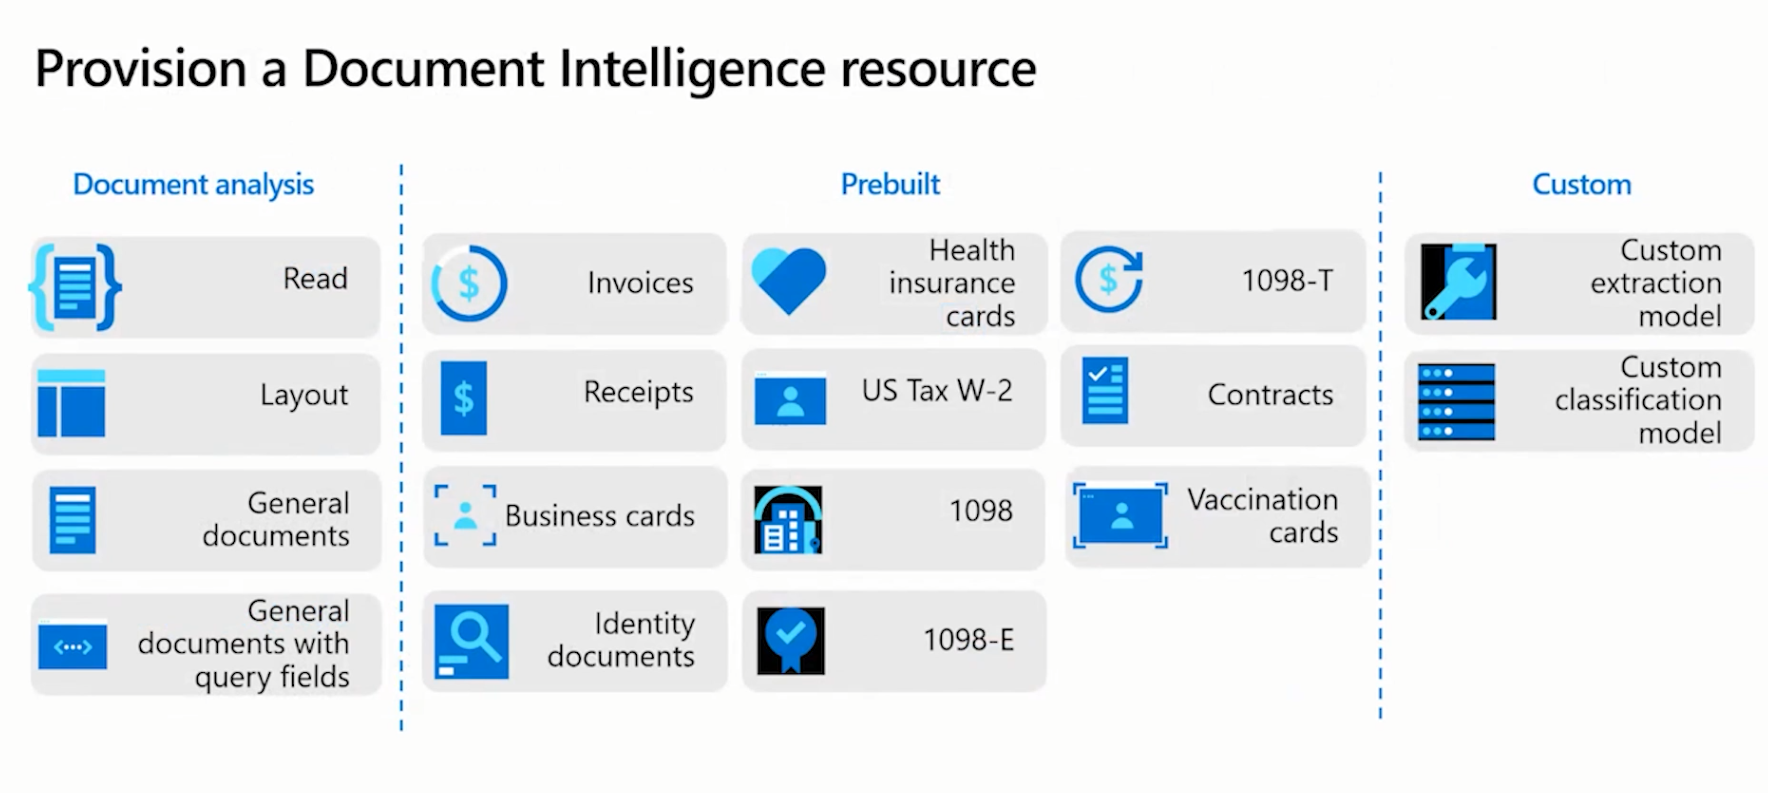 Provision a Document Intelligence resource
Document analysis
Read
Layout
General
documents
General
documents with
query fields
Prebuilt
Invoices
Receipts
Business cards
Identity
documents
Health
insurance
cards
US Tax W-2
1098
1098-E
1098-T
Contracts
Vaccination
cards
Custom
Custom
extraction
model
Custom
classification
model